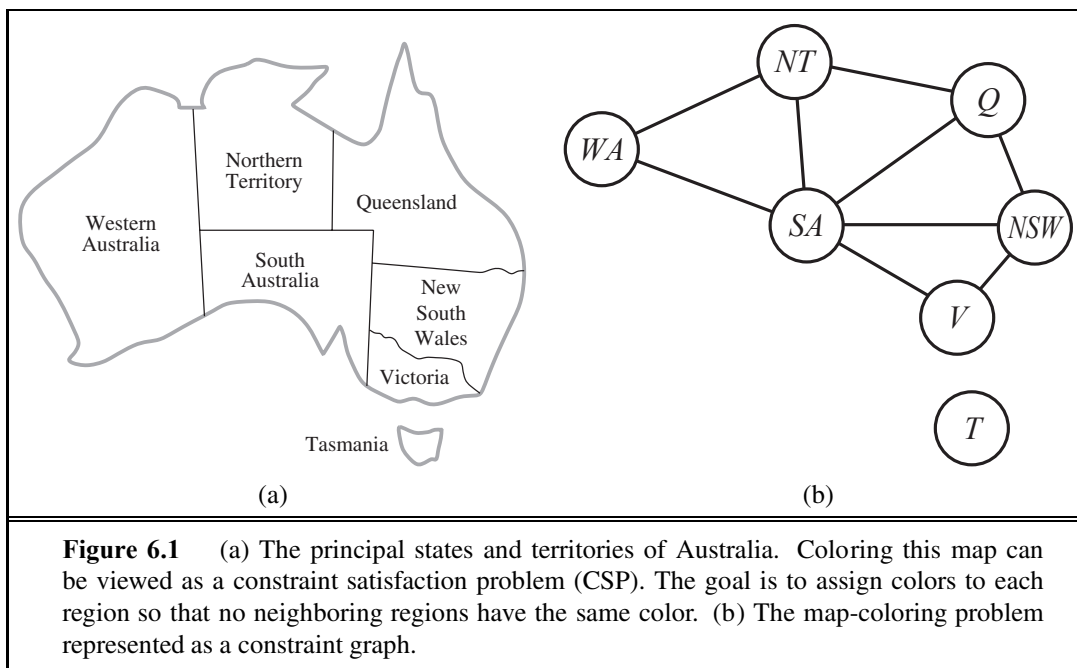 Northern
Territory
Western
Australia
South
Australia
Queensland
New
South
Wales
Victoria
Tasmania
(a)
NT
Q
WA
SA
NSW
V
T
(b)
Figure 6.1 (a) The principal states and territories of Australia. Coloring this map can
be viewed as a constraint satisfaction problem (CSP). The goal is to assign colors to each
region so that no neighboring regions have the same color. (b) The map-coloring problem
represented as a constraint graph.